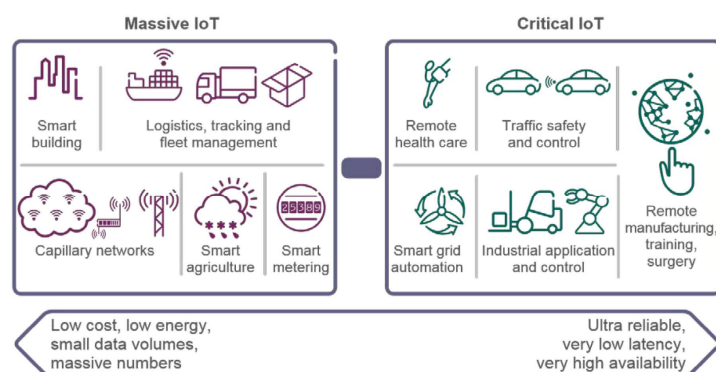 Massive IoT
Critical IoT
Smart
building
Logistics, tracking and
fleet management
Remote
health care
Traffic safety
and control
Capillary networks
Smart
agriculture
Smart
metering
Smart grid
automation
Industrial application
and control
Remote
manufacturing,
training,
surgery
Low cost, low energy,
small data volumes,
massive numbers
Ultra reliable,
very low latency,
very high availability